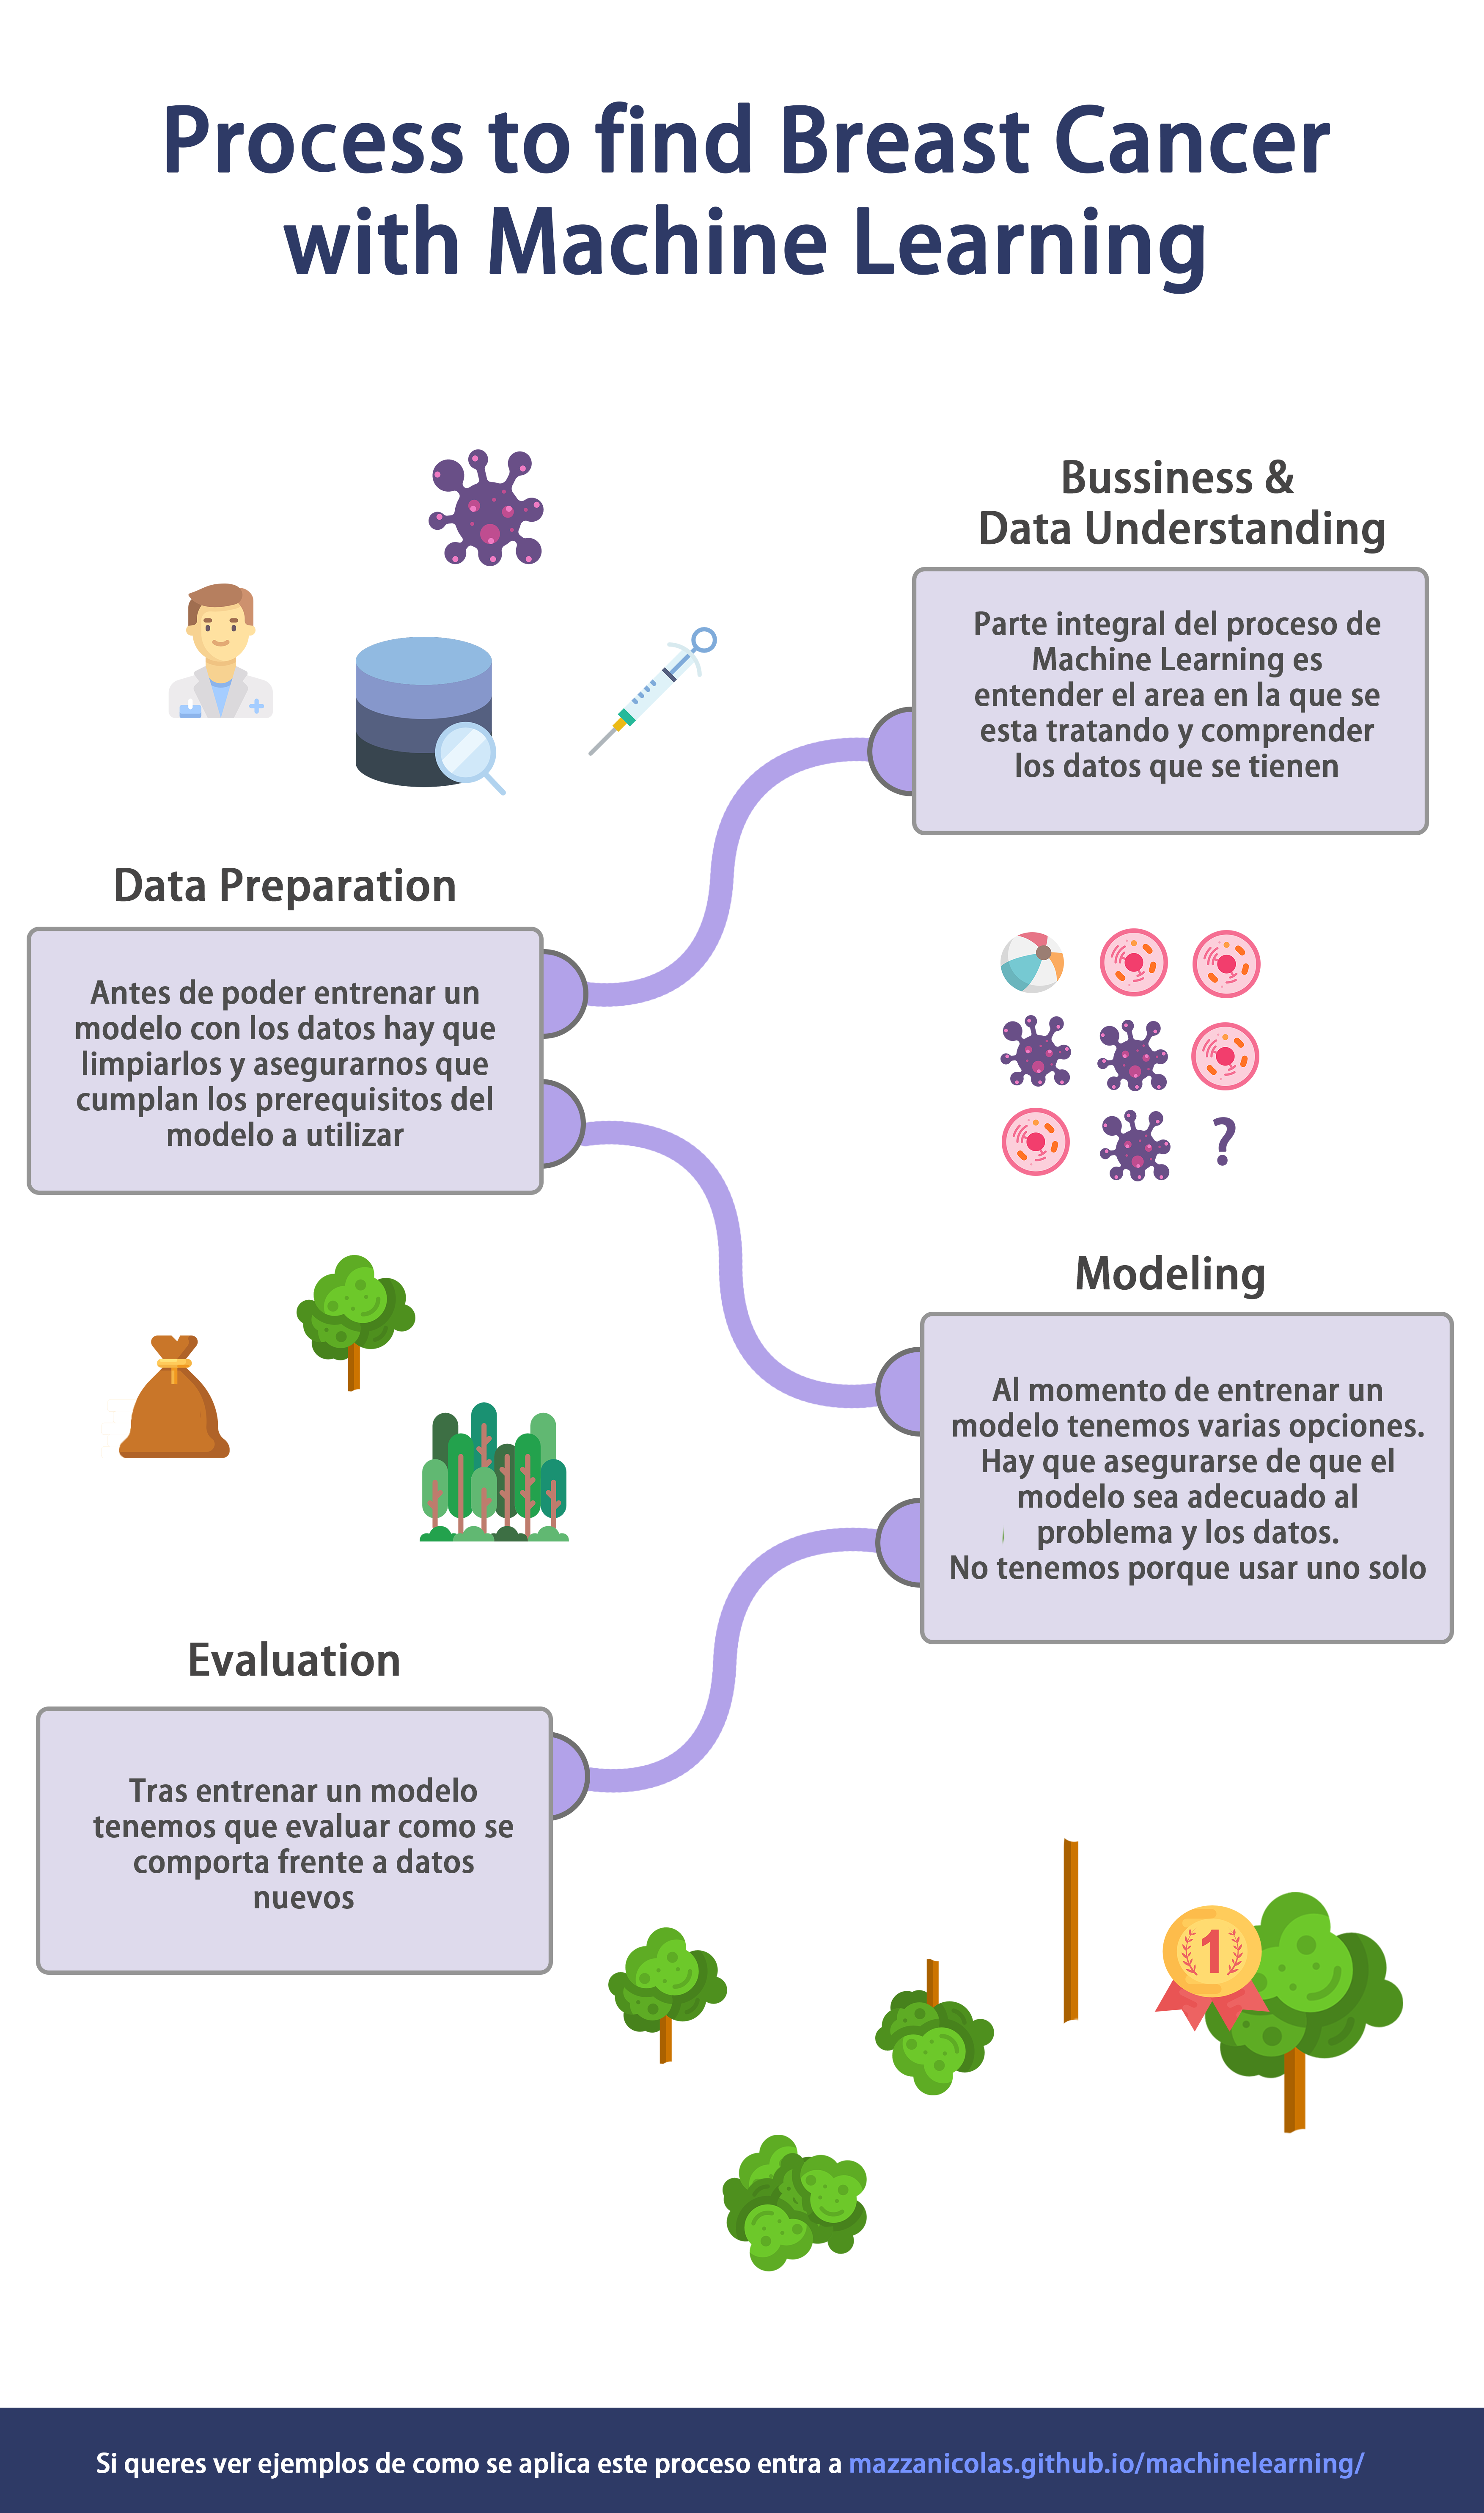 Process to find Breast Cancer
with Machine Learning
Bussiness &
Data Understanding
Parte integral del proceso de
Machine Learning es
entender el area en la que se
esta tratando y comprender
los datos que se tienen
Data Preparation
Antes de poder entrenar un
modelo con los datos hay que
limpiarlos y asegurarnos que
cumplan los prerequisitos del
modelo a utilizar
?
Modeling
Al momento de entrenar un
modelo tenemos varias opciones.
Hay que asegurarse de que el
modelo sea adecuado al
problema y los datos.
No tenemos porque usar uno solo
Evaluation
Tras entrenar un modelo
tenemos que evaluar como se
comporta frente a datos
nuevos
1
Si queres ver ejemplos de como se aplica este proceso entra a mazzanicolas.github.io/machinelearning/